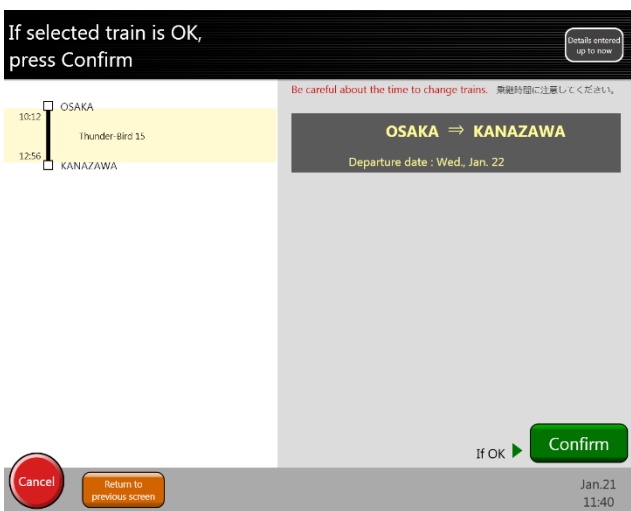 If selected train is OK,
press Confirm
Details entered
up to now
Be careful about the time to change trains. 乗継時間に注意してください。
OSAKA
10:12
Thunder-Bird 15
12:56
KANAZAWA
OSAKA ⇒ KANAZAWA
Departure date : Wed., Jan. 22
If OK ▶ Confirm
Cancel
Return to
previous screen
Jan.21
11:40